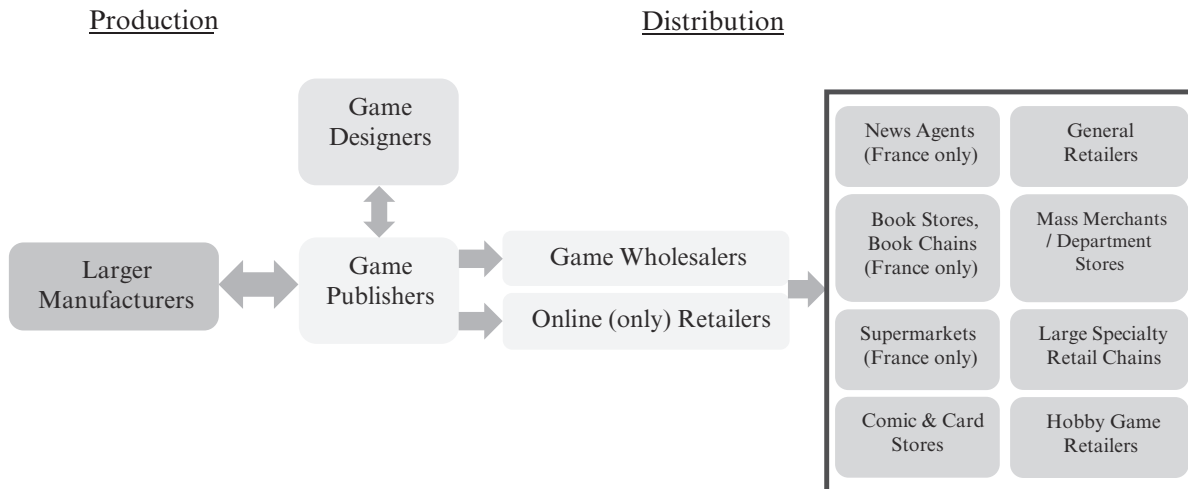 Production
Distribution
Game
Designers
Larger
Manufacturers
Game
Publishers
Game Wholesalers
Online (only) Retailers
News Agents
(France only)
General
Retailers
Book Stores,
Book Chains
(France only)
Mass Merchants
/ Department
Stores
Supermarkets
(France only)
Large Specialty
Retail Chains
Comic & Card
Stores
Hobby Game
Retailers